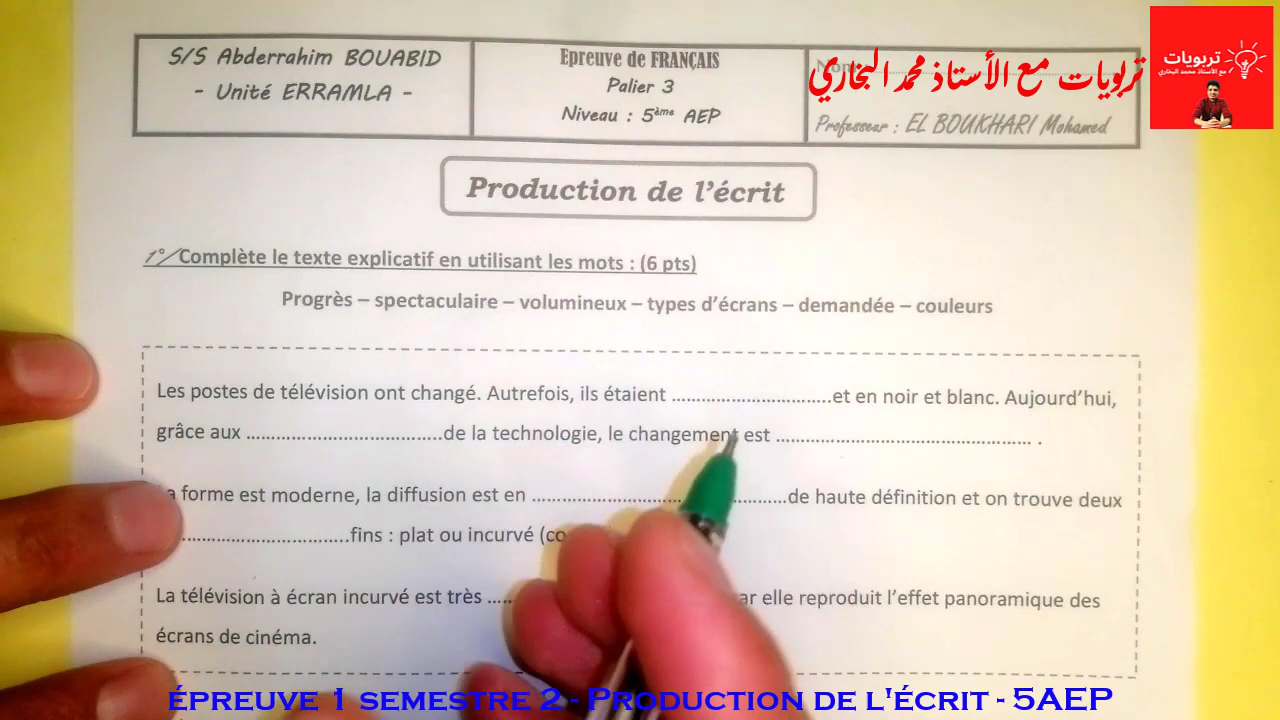 S/S Abderrahim BOUABID
- Unité ERRAMLA -
Epreuve de FRANÇAIS
Palier 3
Niveau : 5ème AEP
تربويات مع الأستاذ محمد البخاري
Professeur : EL BOUKHARI Mohamed
تربويات
مع الأستاذ محمد البخاري
Production de l'écrit
1°/ Complète le texte explicatif en utilisant les mots : (6 pts)
Progrès – spectaculaire – volumineux – types d'écrans – demandée – couleurs
Les postes de télévision ont changé. Autrefois, ils étaient ................................et en noir et blanc. Aujourd'hui,
grâce aux ......................................de la technologie, le changement est .................................................. .
forme est moderne, la diffusion est en ..................................................de haute définition et on trouve deux
.................................fins : plat ou incurvé
La télévision à écran incurvé est très ..... elle reproduit l'effet panoramique des
écrans de cinéma.
épreuve 1 semestre 2 - Production de l'écrit - 5AEP